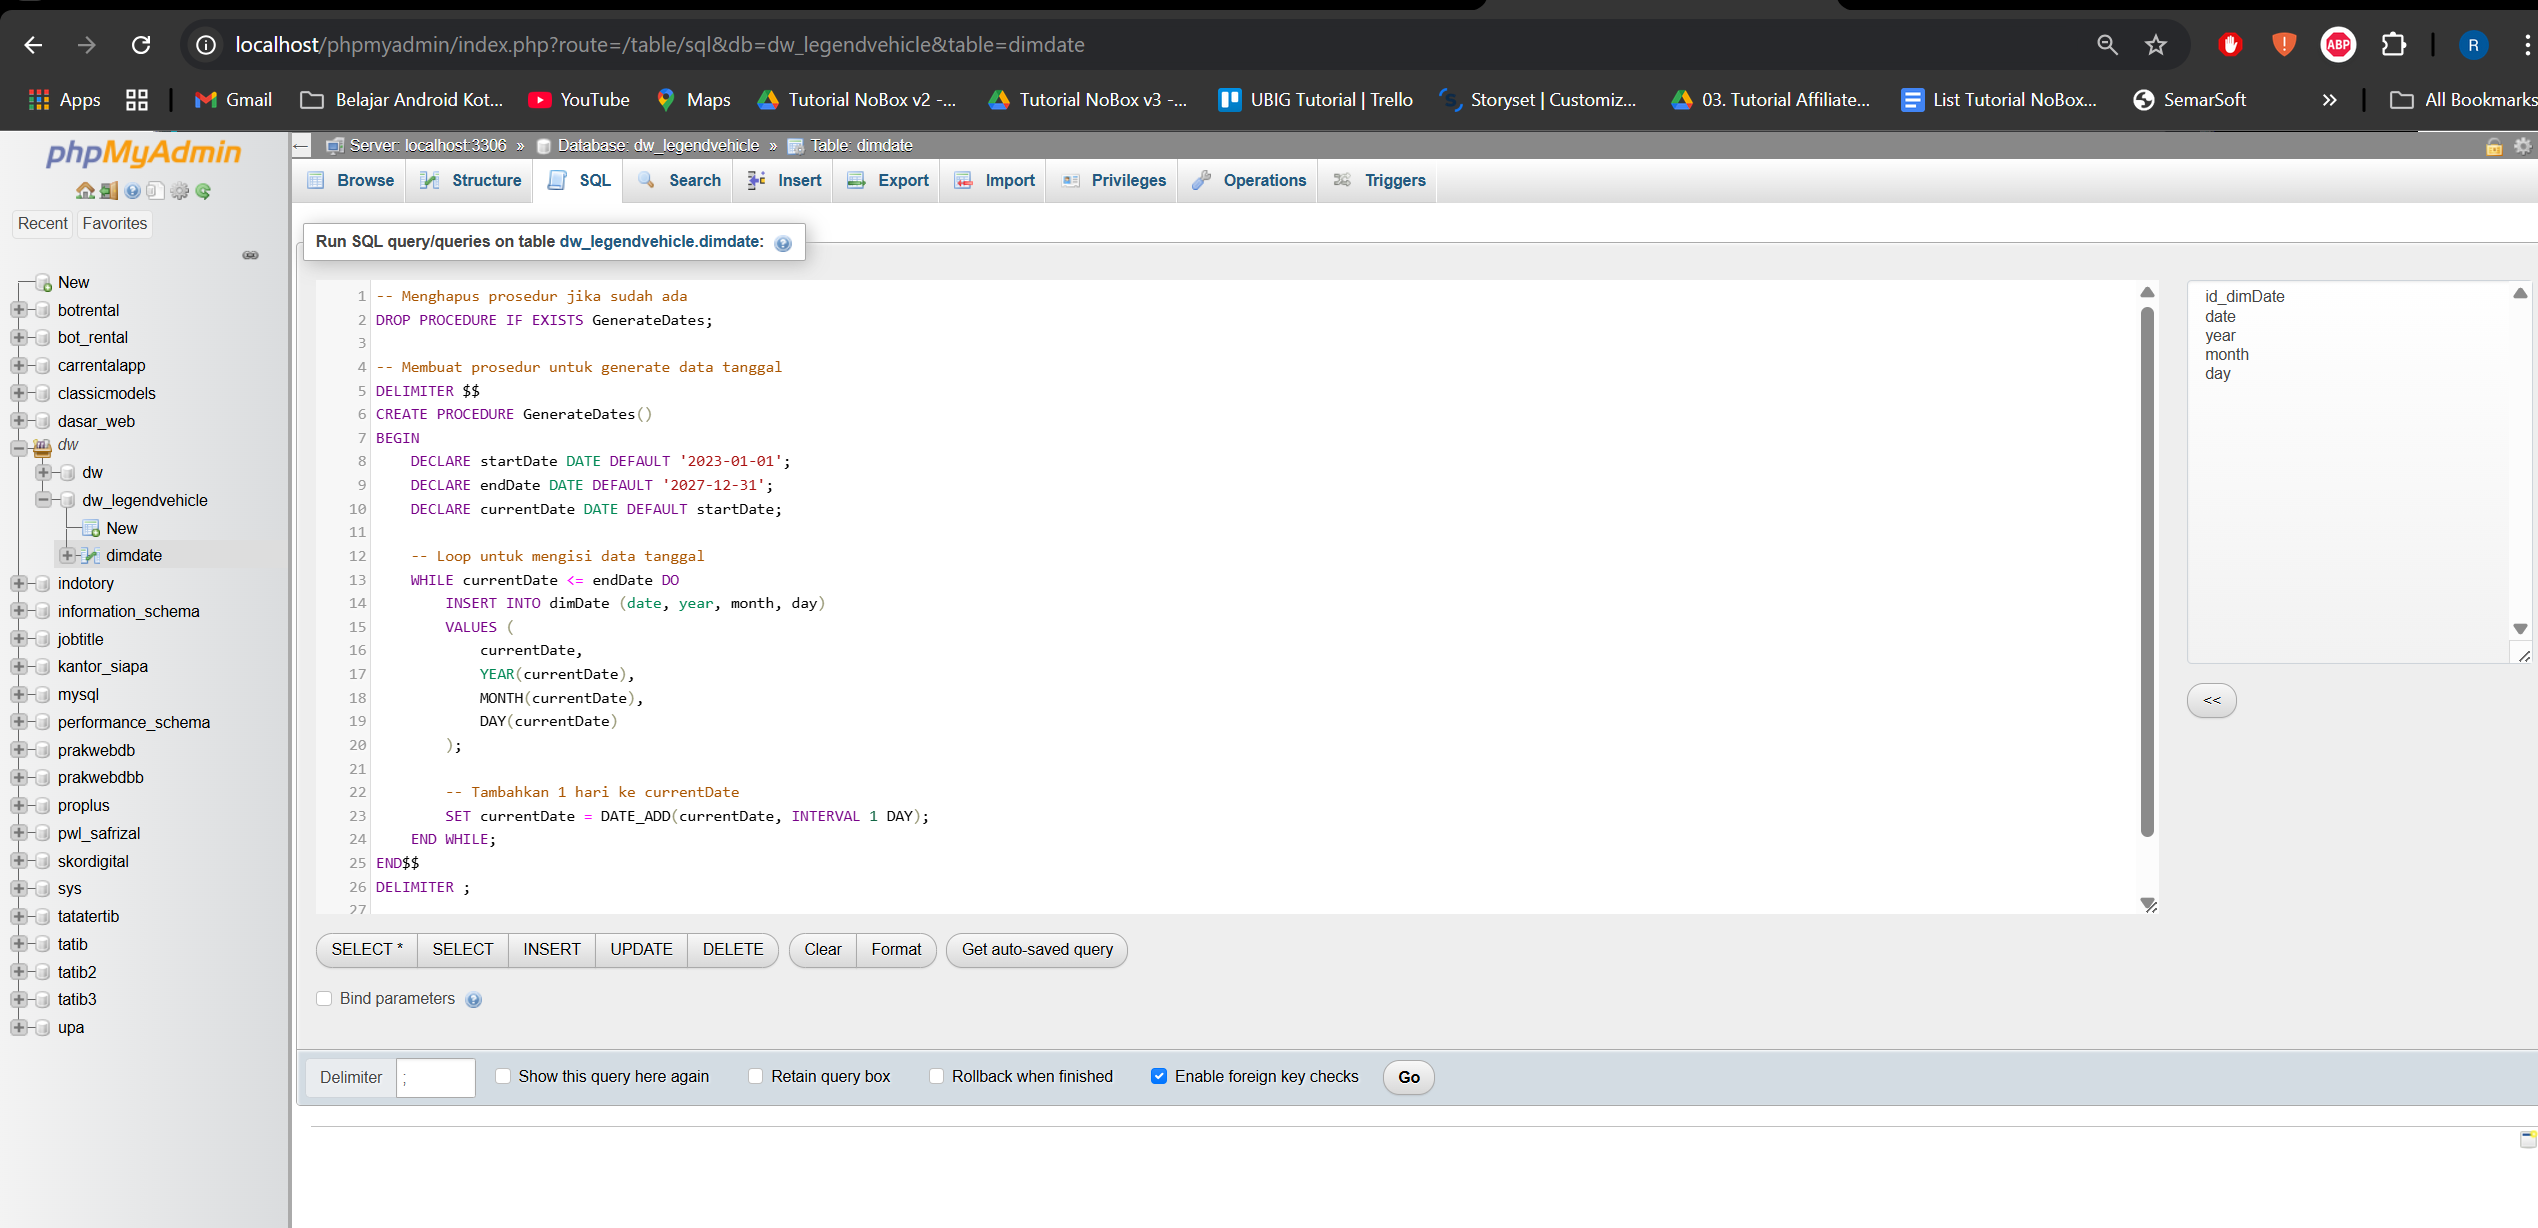 localhost/phpmyadmin/index.php?route=/table/sql&db=dw_legendvehicle&table=dimdate
ABP
R
Apps
Gmail
Belajar Android Kot...
YouTube
Maps
Tutorial NoBox v2 -...
Tutorial NoBox v3 -...
UBIG Tutorial | Trello
Storyset | Customiz...
03. Tutorial Affiliate...
List Tutorial NoBox...
SemarSoft
»
All Bookmarks
phpMyAdmin
Recent
Favorites
New
botrental
bot_rental
carrentalapp
classicmodels
dasar_web
dw
dw
dw_legendvehicle
New
dimdate
indotory
information_schema
jobtitle
kantor_siapa
mysql
performance_schema
prakwebdb
prakwebdbb
proplus
pwl_safrizal
skordigital
sys
tatatertib
tatib
tatib2
tatib3
upa
Server: localhost:3306 » Database: dw_legendvehicle » Table: dimdate
Browse
Structure
SQL
Search
Insert
Export
Import
Privileges
Operations
Triggers
Run SQL query/queries on table dw_legendvehicle.dimdate:
1 -- Menghapus prosedur jika sudah ada
2 DROP PROCEDURE IF EXISTS GenerateDates;
3
4 -- Membuat prosedur untuk generate data tanggal
5 DELIMITER $$
6 CREATE PROCEDURE GenerateDates()
7 BEGIN
8     DECLARE startDate DATE DEFAULT '2023-01-01';
9     DECLARE endDate DATE DEFAULT '2027-12-31';
10     DECLARE currentDate DATE DEFAULT startDate;
11
12     -- Loop untuk mengisi data tanggal
13     WHILE currentDate <= endDate DO
14         INSERT INTO dimDate (date, year, month, day)
15         VALUES (
16             currentDate,
17             YEAR(currentDate),
18             MONTH(currentDate),
19             DAY(currentDate)
20         );
21
22         -- Tambahkan 1 hari ke currentDate
23         SET currentDate = DATE_ADD(currentDate, INTERVAL 1 DAY);
24     END WHILE;
25 END$$
26 DELIMITER ;
27
id_dimDate
date
year
month
day
<<
SELECT *
SELECT
INSERT
UPDATE
DELETE
Clear
Format
Get auto-saved query
Bind parameters
Delimiter
;
Show this query here again
Retain query box
Rollback when finished
Enable foreign key checks
Go